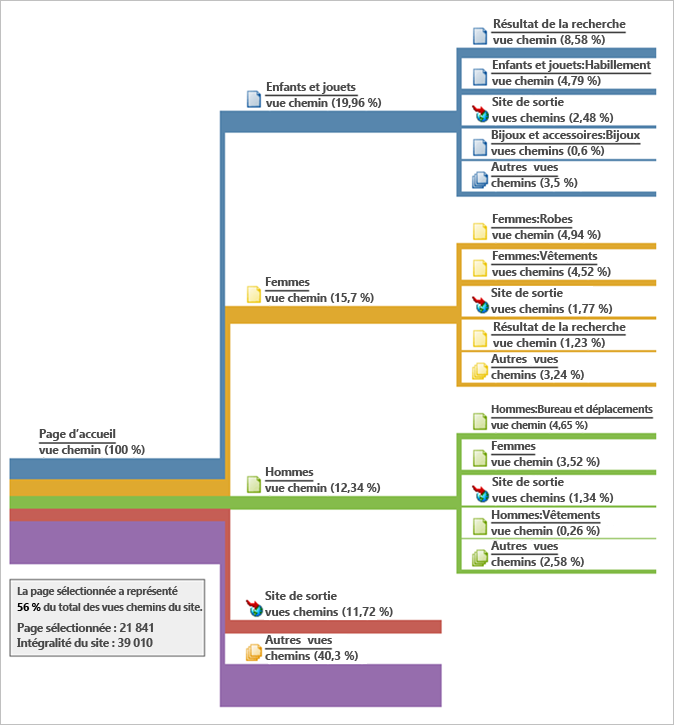 Page d'accueil
vue chemin (100 %)
La page sélectionnée a représenté
56 % du total des vues chemins du site.
Page sélectionnée : 21 841
Intégralité du site : 39 010
Enfants et jouets
vue chemin (19,96 %)
Résultat de la recherche
vue chemin (8,58 %)
Enfants et jouets:Habillement
vue chemin (4,79 %)
Site de sortie
vues chemins (2,48 %)
Bijoux et accessoires:Bijoux
vues chemins (0,6 %)
Autres vues
chemins (3,5 %)
Femmes
vue chemin (15,7 %)
Femmes:Robes
vue chemin (4,94 %)
Femmes:Vêtements
vues chemins (4,52 %)
Site de sortie
vues chemins (1,77 %)
Résultat de la recherche
vue chemin (1,23 %)
Autres vues
chemins (3,24 %)
Hommes
vue chemin (12,34 %)
Hommes:Bureau et déplacements
vue chemin (4,65 %)
Femmes
vue chemin (3,52 %)
Site de sortie
vues chemins (1,34 %)
Hommes:Vêtements
vue chemin (0,26 %)
Autres vues
chemins (2,58 %)
Site de sortie
vues chemins (11,72 %)
Autres vues
chemins (40,3 %)